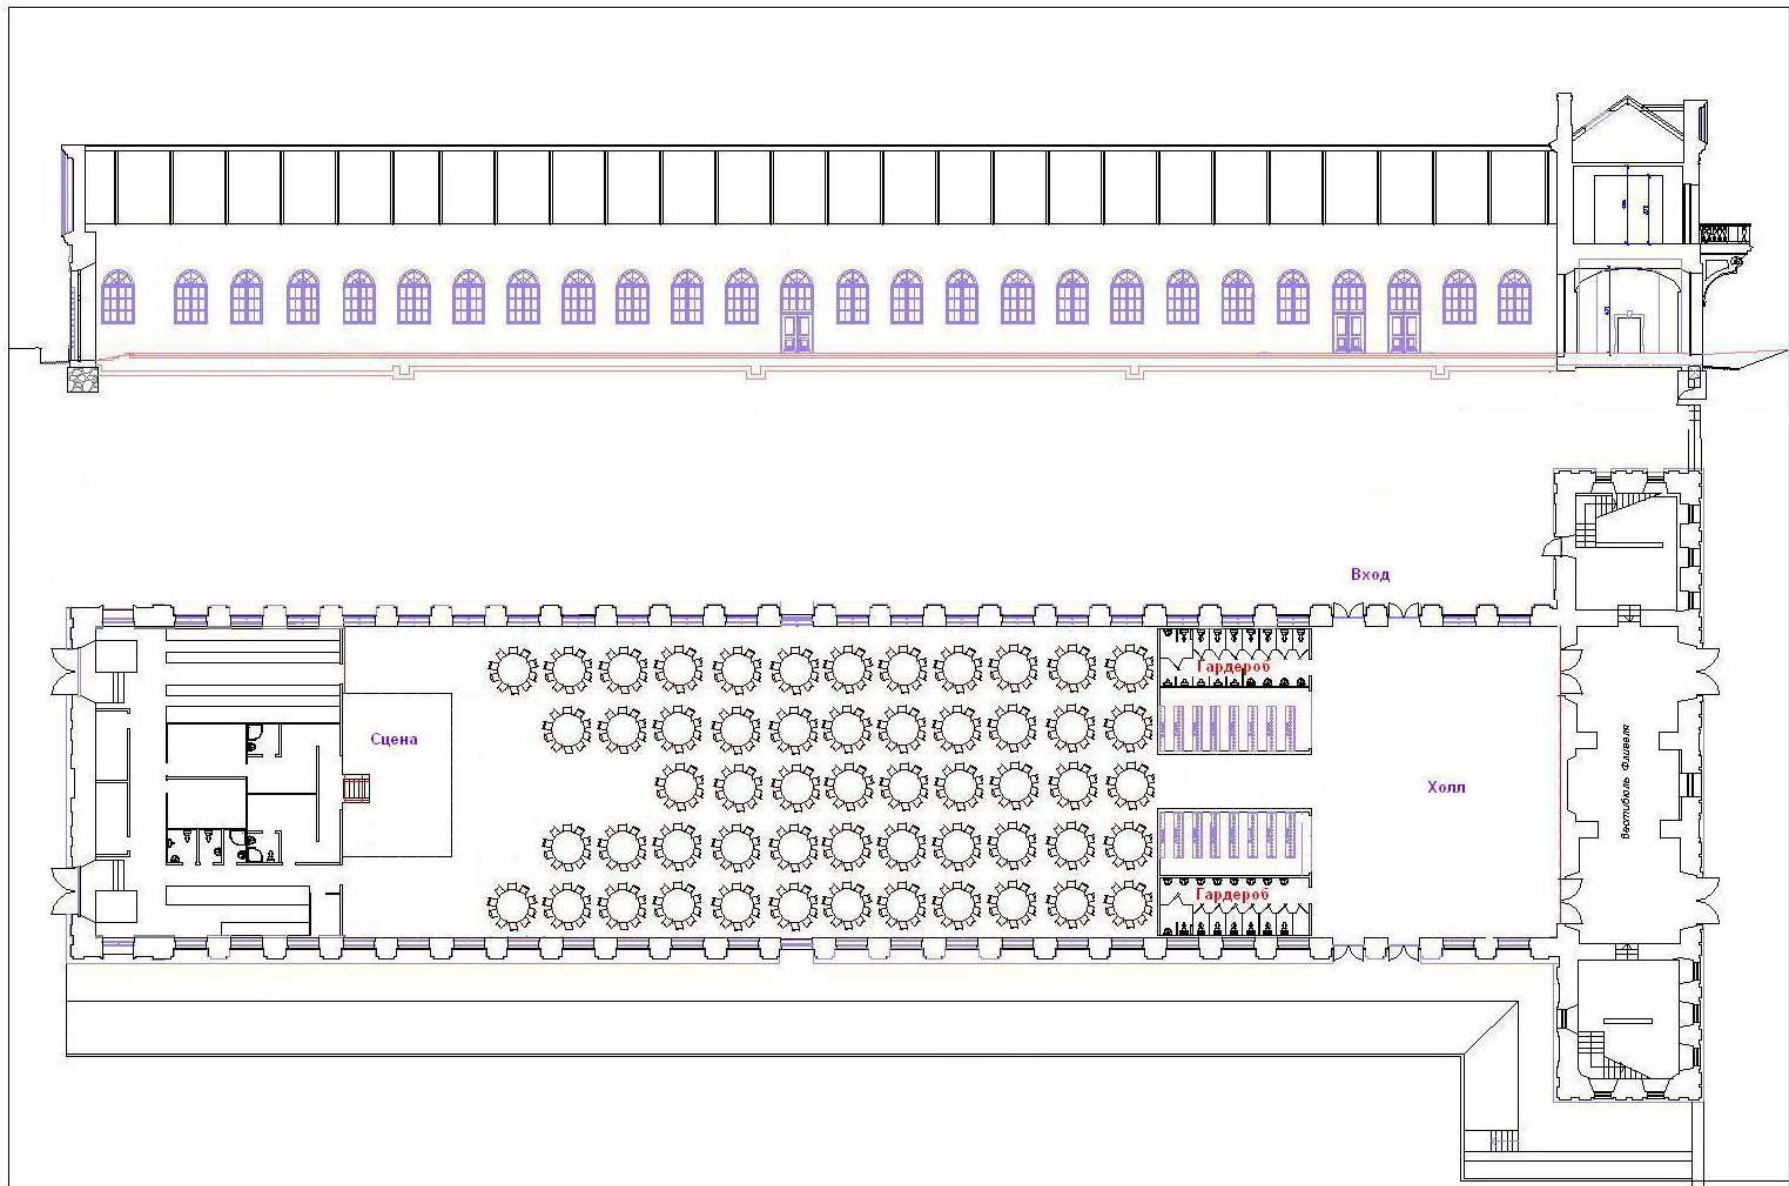 Вход
Гардероб
Сцена
Холл
Вестибюль Флигеля
Гардероб